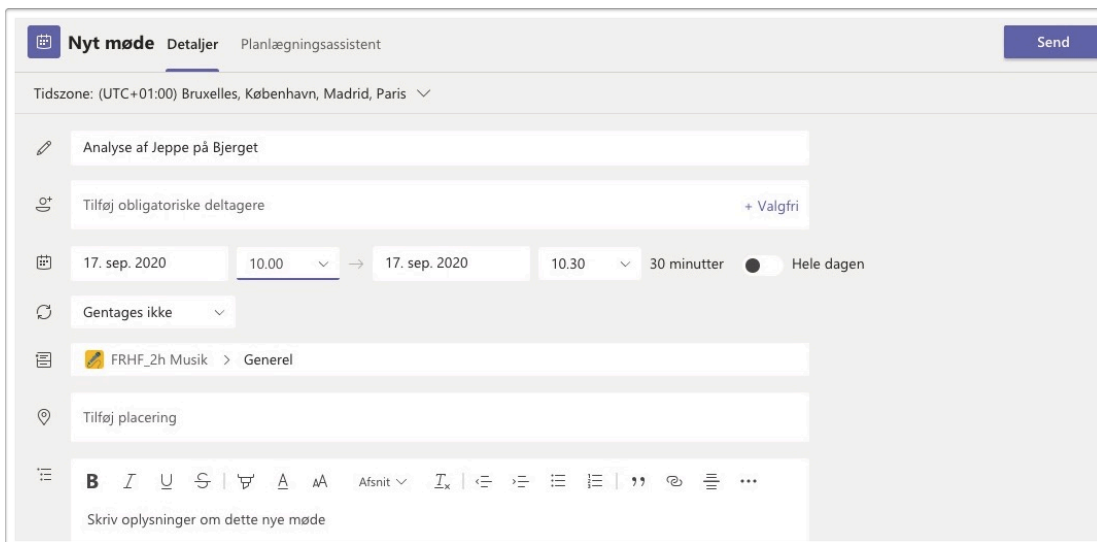 Nyt møde Detaljer Planlægningsassistent Send
Tidszone: (UTC+01:00) Bruxelles, København, Madrid, Paris
Analyse af Jeppe på Bjerget
Tilføj obligatoriske deltagere + Valgfri
17. sep. 2020 10.00 → 17. sep. 2020 10.30 30 minutter Hele dagen
Gentages ikke
FRHF_2h Musik > Generel
Tilføj placering
B I U S A AA Afsnit Tx
Skriv oplysninger om dette nye møde